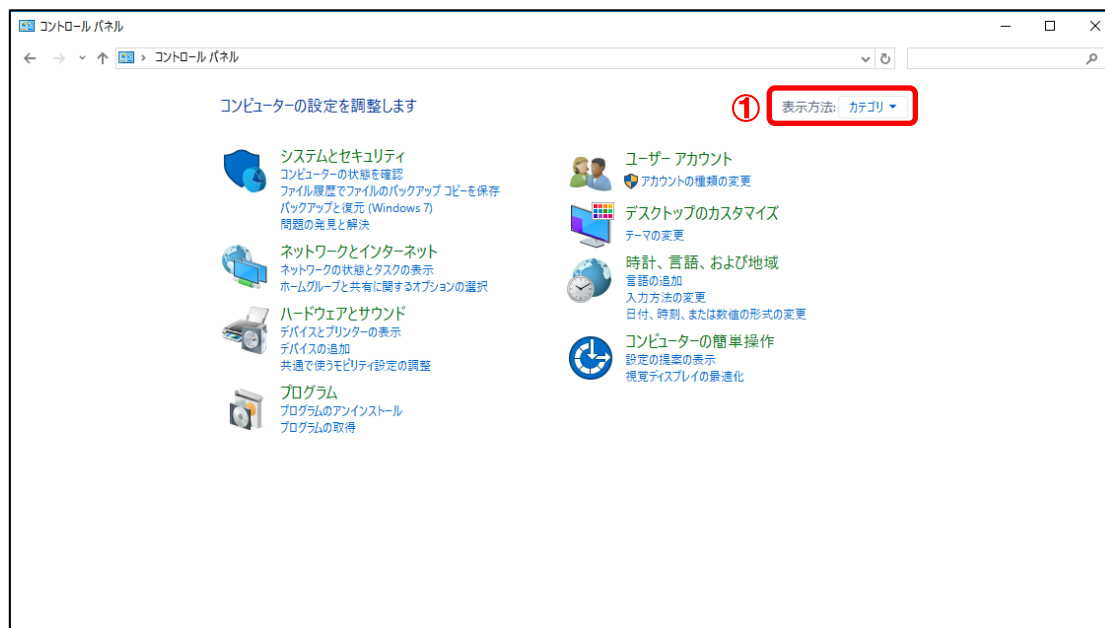 コントロール パネル
コントロール パネル
コンピューターの設定を調整します
① 表示方法: カテゴリ
システムとセキュリティ
コンピューターの状態を確認
ファイル履歴でファイルのバックアップ コピーを保存
バックアップと復元 (Windows 7)
問題の発見と解決
ネットワークとインターネット
ネットワークの状態とタスクの表示
ホームグループと共有に関するオプションの選択
ハードウェアとサウンド
デバイスとプリンターの表示
デバイスの追加
共通で使うモビリティ設定の調整
プログラム
プログラムのアンインストール
プログラムの取得
ユーザー アカウント
アカウントの種類の変更
デスクトップのカスタマイズ
テーマの変更
時計、言語、および地域
言語の追加
入力方法の変更
日付、時刻、または数値の形式の変更
コンピューターの簡単操作
設定の提案の表示
視覚ディスプレイの最適化